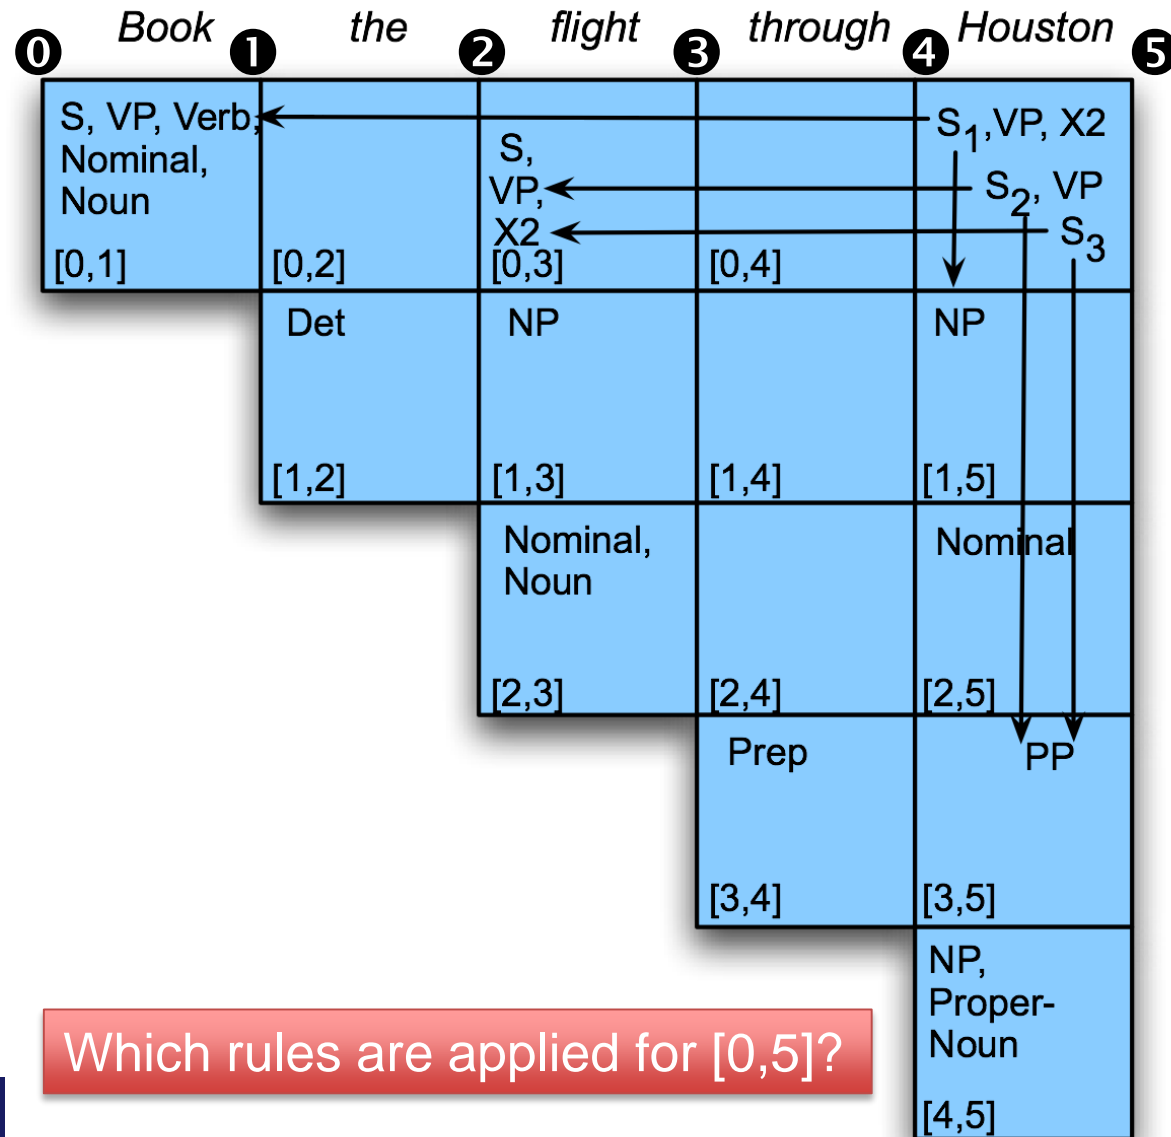 Book the flight through Houston
0 1 2 3 4 5
S, VP, Verb,
Nominal,
Noun
[0,1]
[0,2]
S,
VP,
X2
[0,3]
[0,4]
S1,VP, X2
S2, VP
S3
Det
[1,2]
NP
[1,3]
[1,4]
NP
[1,5]
Nominal,
Noun
[2,3]
[2,4]
Nominal
[2,5]
Prep
[3,4]
PP
[3,5]
NP,
Proper-
Noun
[4,5]
Which rules are applied for [0,5]?